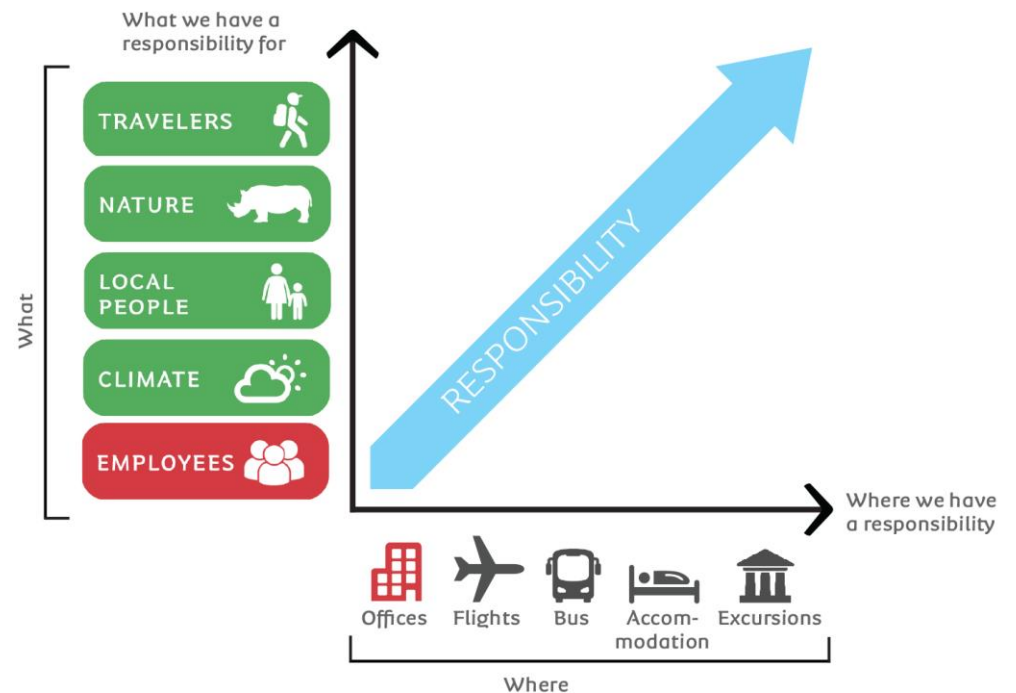 What we have a
responsibility for
What
TRAVELERS
NATURE
LOCAL
PEOPLE
CLIMATE
EMPLOYEES
RESPONSIBILITY
Where we have
a responsibility
Offices
Flights
Bus
Accom-
modation
Excursions
Where